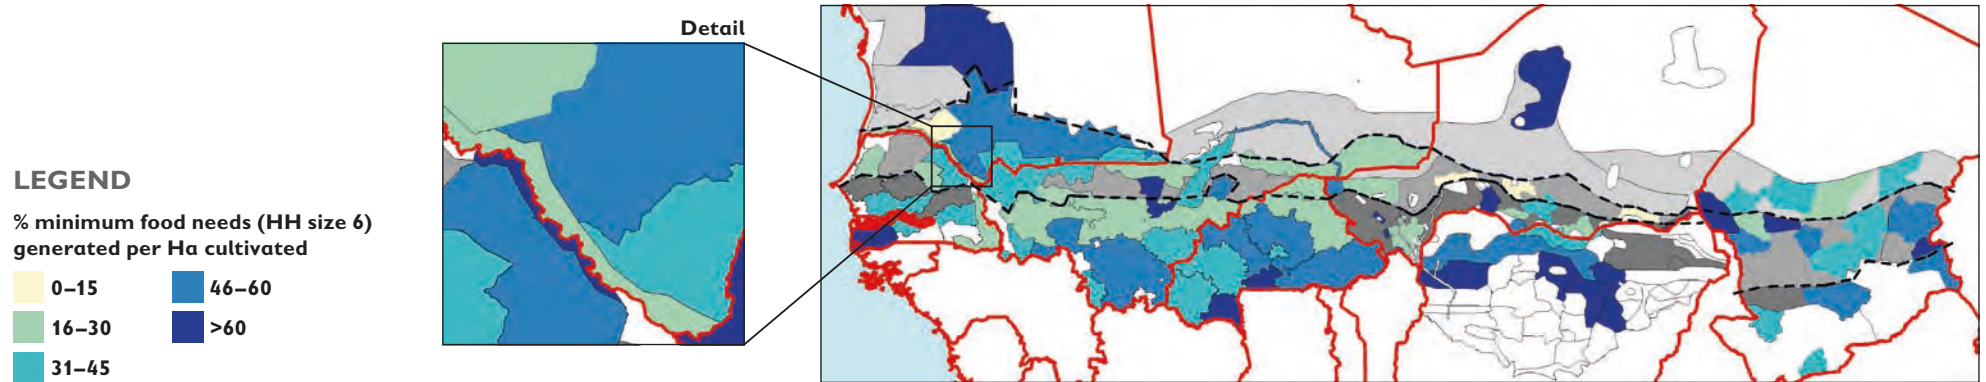 Detail
LEGEND
% minimum food needs (HH size 6)
generated per Ha cultivated
0–15
46–60
16–30
>60
31–45